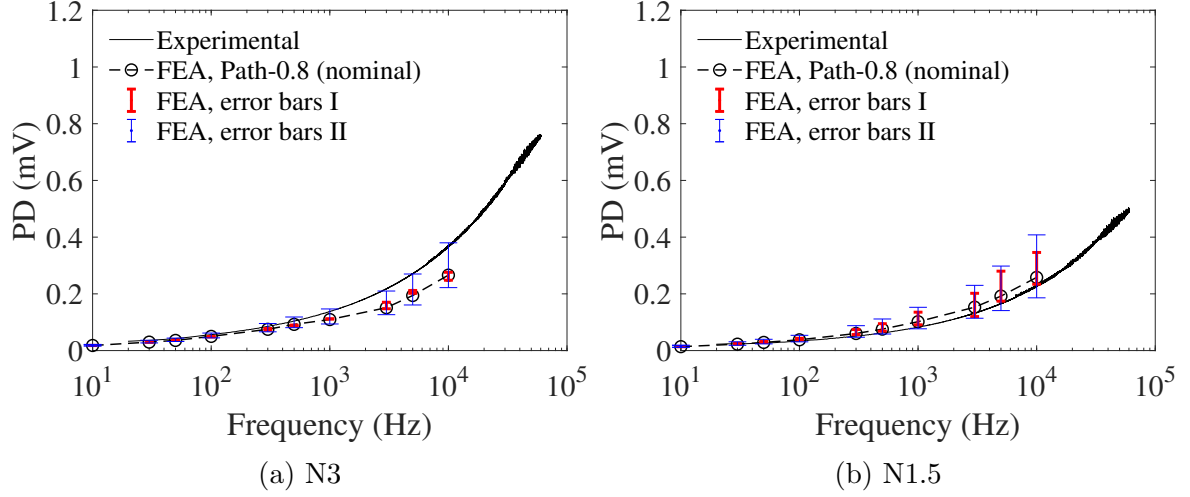 1.2
1
0.8
0.6
0.4
0.2
0
PD (mV)
Experimental
FEA, Path-0.8 (nominal)
FEA, error bars I
FEA, error bars II
10^1 10^2 10^3 10^4 10^5
Frequency (Hz)
(a) N3
1.2
1
0.8
0.6
0.4
0.2
0
PD (mV)
Experimental
FEA, Path-0.8 (nominal)
FEA, error bars I
FEA, error bars II
10^1 10^2 10^3 10^4 10^5
Frequency (Hz)
(b) N1.5